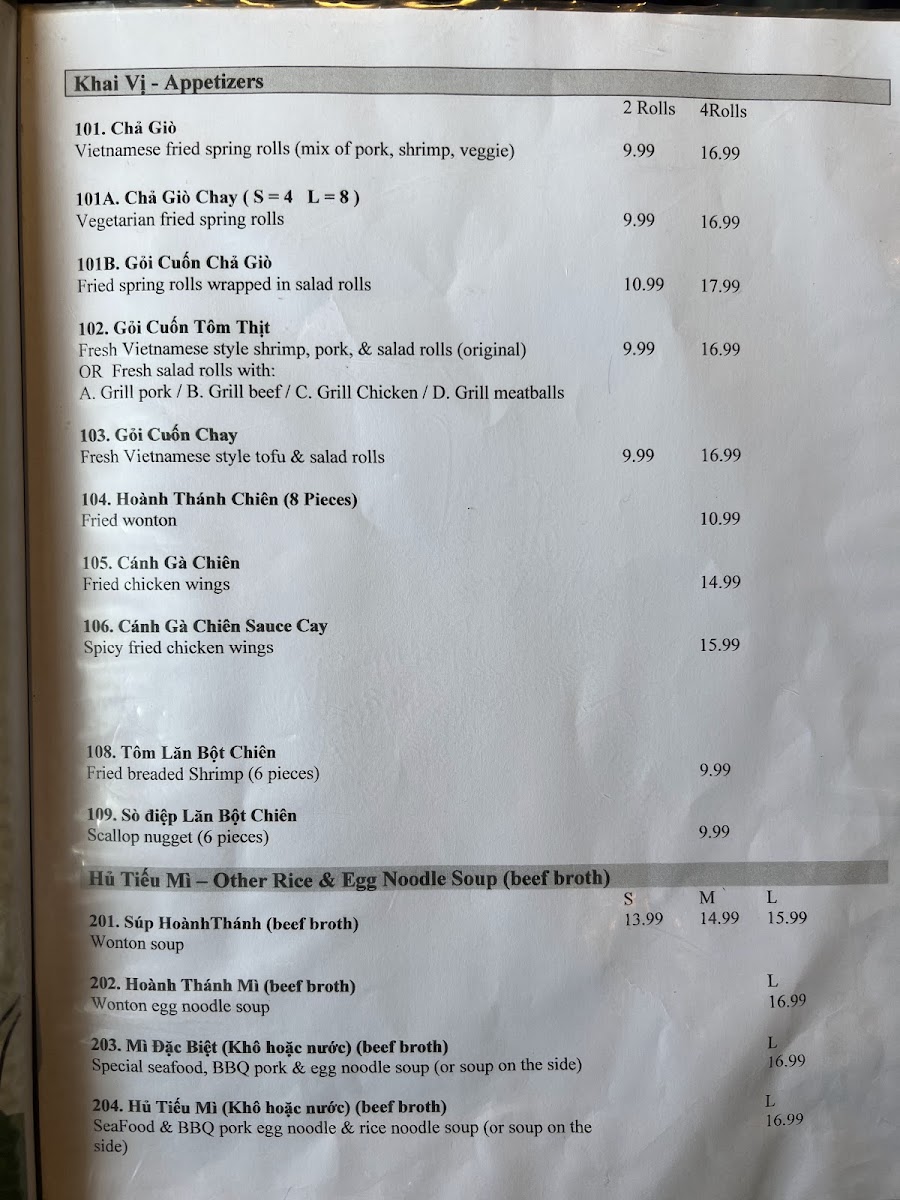 Khai Vị - Appetizers
2 Rolls 4Rolls
101. Chả Giò
Vietnamese fried spring rolls (mix of pork, shrimp, veggie) 9.99 16.99
101A. Chả Giò Chay ( S = 4 L = 8 )
Vegetarian fried spring rolls 9.99 16.99
101B. Gỏi Cuốn Chả Giò
Fried spring rolls wrapped in salad rolls 10.99 17.99
102. Gỏi Cuốn Tôm Thịt
Fresh Vietnamese style shrimp, pork, & salad rolls (original) 9.99 16.99
OR Fresh salad rolls with:
A. Grill pork / B. Grill beef / C. Grill Chicken / D. Grill meatballs
103. Gỏi Cuốn Chay
Fresh Vietnamese style tofu & salad rolls 9.99 16.99
104. Hoành Thánh Chiên (8 Pieces)
Fried wonton 10.99
105. Cánh Gà Chiên
Fried chicken wings 14.99
106. Cánh Gà Chiên Sauce Cay
Spicy fried chicken wings 15.99
108. Tôm Lăn Bột Chiên
Fried breaded Shrimp (6 pieces) 9.99
109. Sò điệp Lăn Bột Chiên
Scallop nugget (6 pieces) 9.99
Hủ Tiếu Mì – Other Rice & Egg Noodle Soup (beef broth)
S M L
201. Súp HoànhThánh (beef broth) 13.99 14.99 15.99
Wonton soup
202. Hoành Thánh Mì (beef broth) L
Wonton egg noodle soup 16.99
203. Mì Đặc Biệt (Khô hoặc nước) (beef broth) L
Special seafood, BBQ pork & egg noodle soup (or soup on the side) 16.99
204. Hủ Tiếu Mì (Khô hoặc nước) (beef broth) L
SeaFood & BBQ pork egg noodle & rice noodle soup (or soup on the 16.99
side)